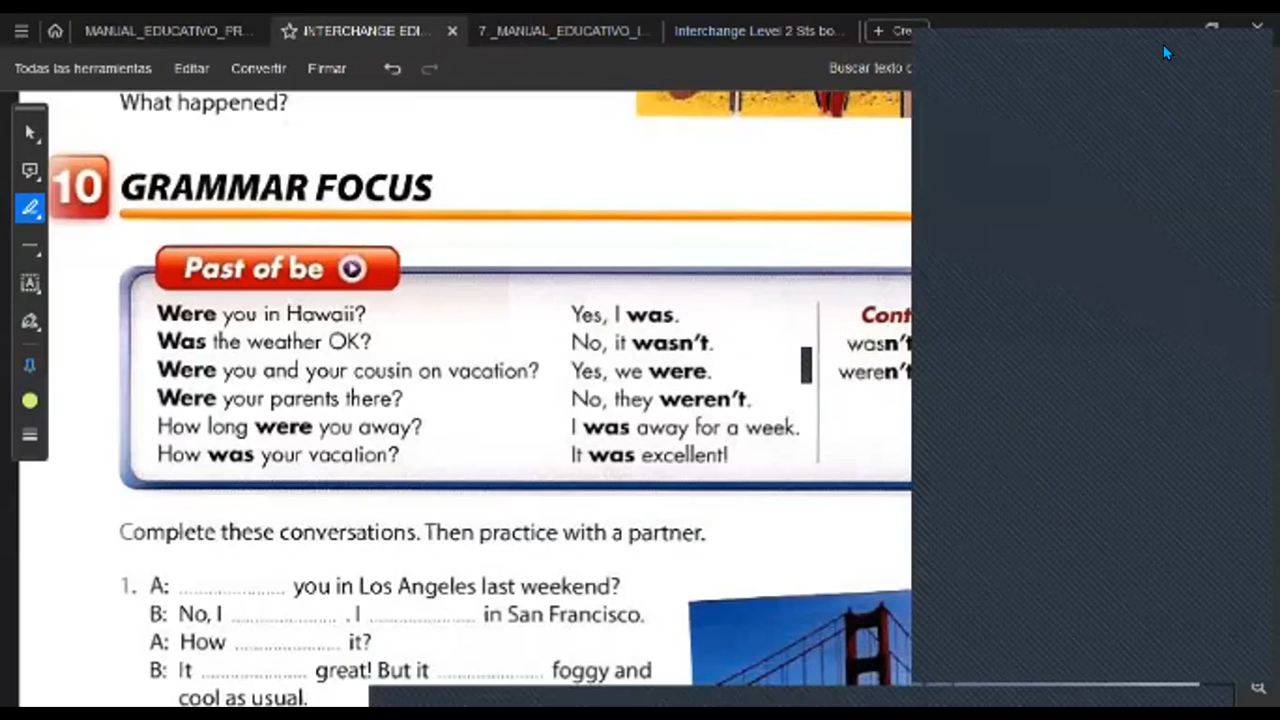 MANUAL_EDUCATIVO_PR...
INTERCHANGE EDI...
7._MANUAL_EDUCATIVO_I...
Interchange Level 2 Sts bo...
Todas las herramientas
Editar
Convertir
Firmar
What happened?
10 GRAMMAR FOCUS
Past of be
Were you in Hawaii? Yes, I was.
Was the weather OK? No, it wasn't.
Were you and your cousin on vacation? Yes, we were.
Were your parents there? No, they weren't.
How long were you away? I was away for a week.
How was your vacation? It was excellent!
wasn't
weren't
Complete these conversations. Then practice with a partner.
1. A: .................... you in Los Angeles last weekend?
B: No, I .................... . I .................... in San Francisco.
A: How .................... it?
B: It .................... great! But it .................... foggy and
cool as usual.